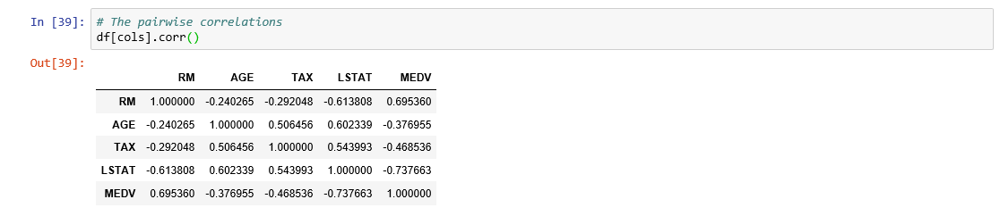 In [39]: # The pairwise correlations
df[cols].corr()
Out[39]:
RM AGE TAX LSTAT MEDV
RM 1.000000 -0.240265 -0.292048 -0.613808 0.695360
AGE -0.240265 1.000000 0.506456 0.602339 -0.376955
TAX -0.292048 0.506456 1.000000 0.543993 -0.468536
LSTAT -0.613808 0.602339 0.543993 1.000000 -0.737663
MEDV 0.695360 -0.376955 -0.468536 -0.737663 1.000000